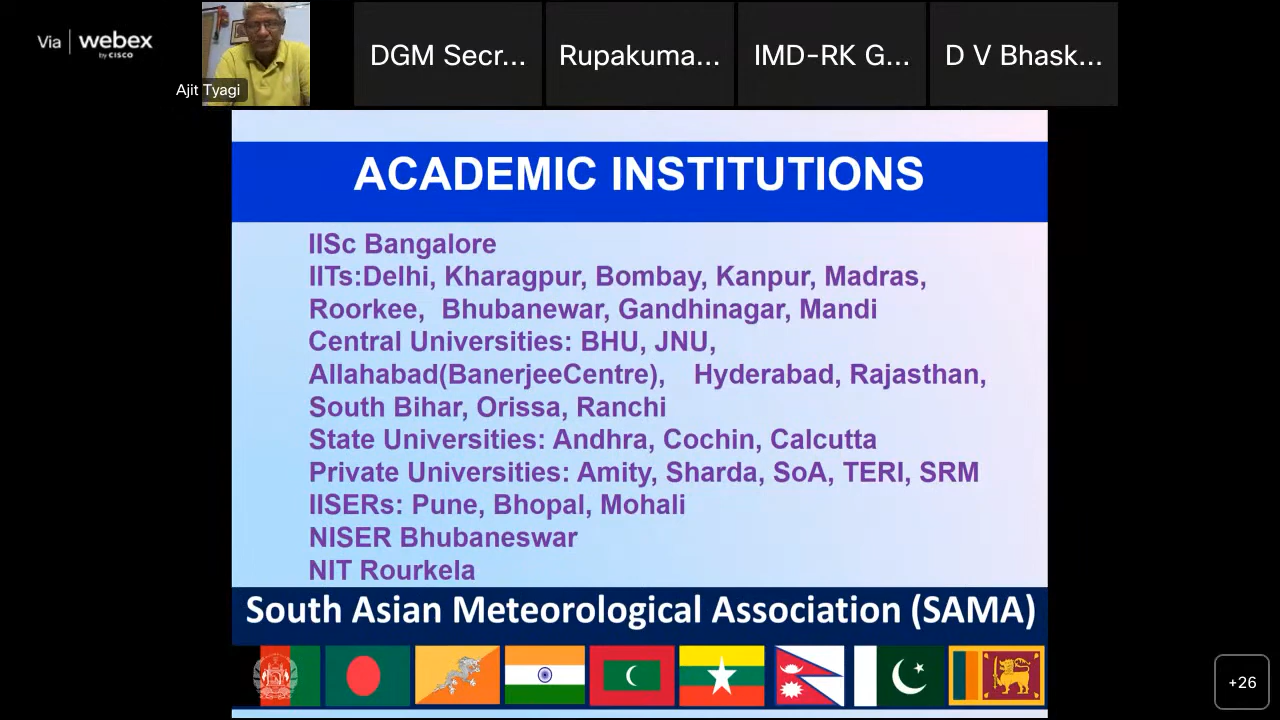 Via | webex
by CISCO
Ajit Tyagi
DGM Secr...
Rupakuma...
IMD-RK G...
D V Bhask...
ACADEMIC INSTITUTIONS
IISc Bangalore
IITs:Delhi, Kharagpur, Bombay, Kanpur, Madras,
Roorkee, Bhubanewar, Gandhinagar, Mandi
Central Universities: BHU, JNU,
Allahabad(BanerjeeCentre), Hyderabad, Rajasthan,
South Bihar, Orissa, Ranchi
State Universities: Andhra, Cochin, Calcutta
Private Universities: Amity, Sharda, SoA, TERI, SRM
IISERs: Pune, Bhopal, Mohali
NISER Bhubaneswar
NIT Rourkela
South Asian Meteorological Association (SAMA)
+26